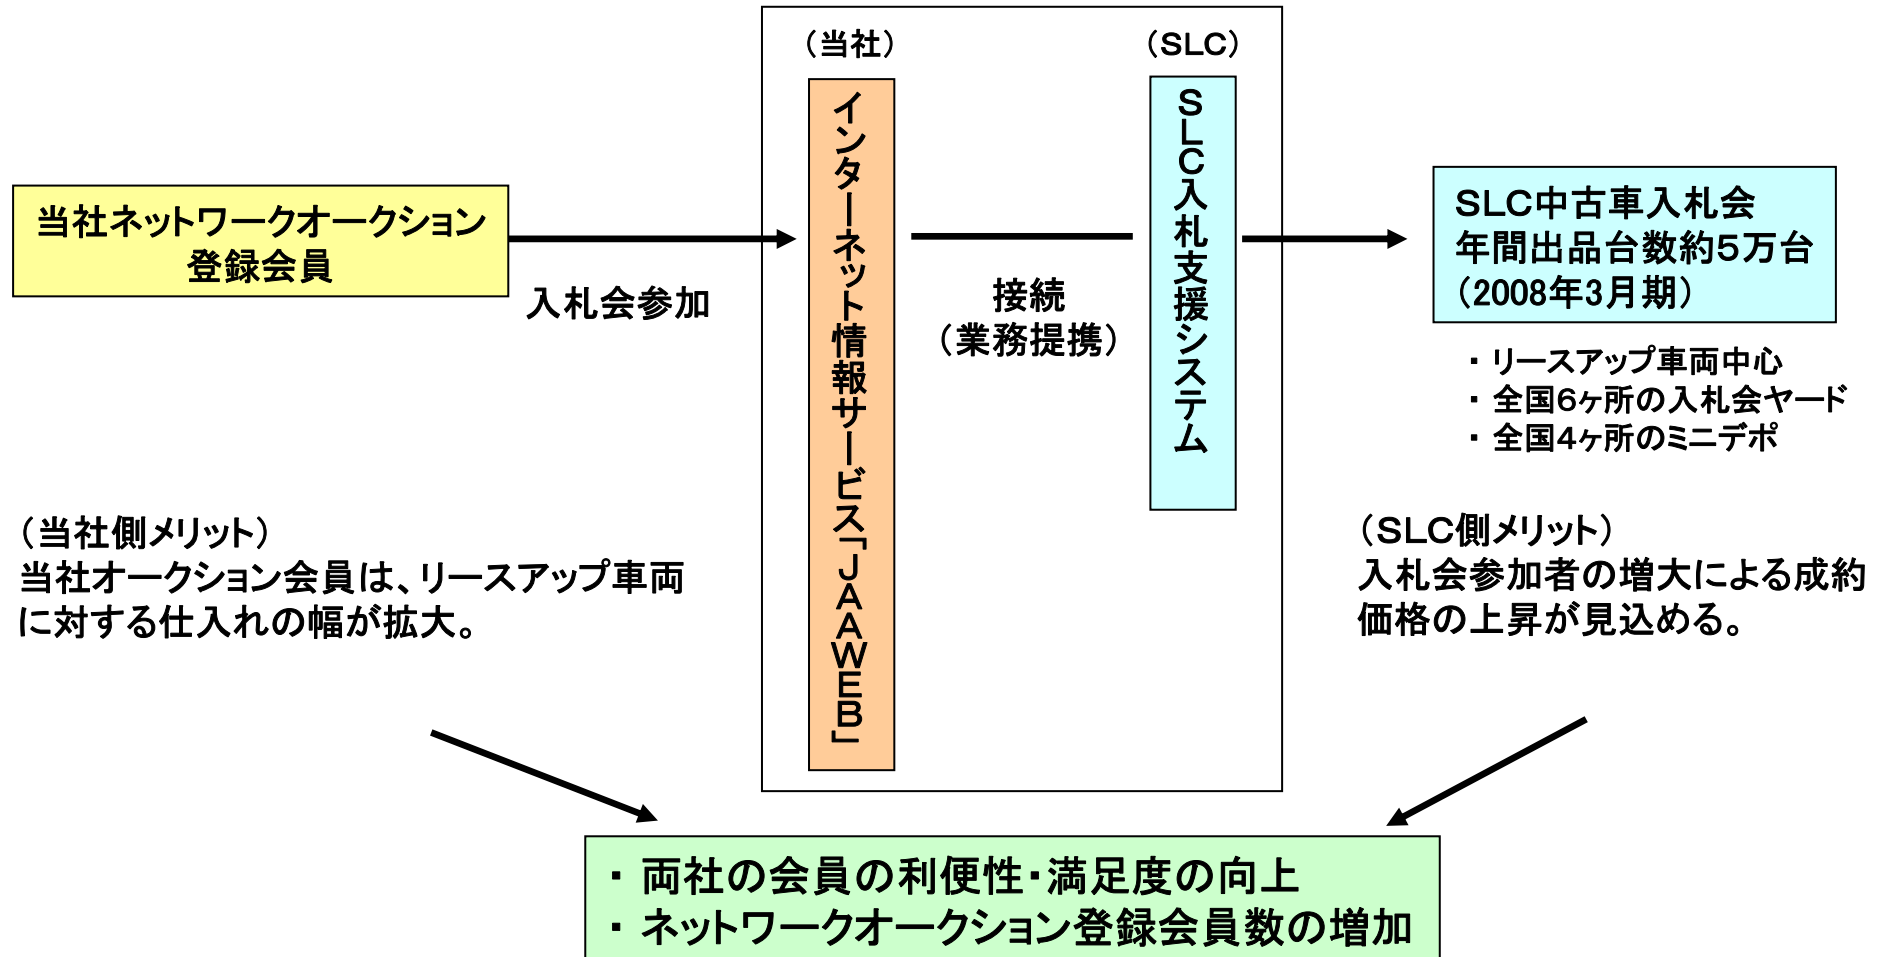 （当社）
（ＳＬＣ）
インターネット情報サービス「ＪＡＡＷＥＢ」
ＳＬＣ入札支援システム
当社ネットワークオークション
登録会員
入札会参加
接続
（業務提携）
ＳＬＣ中古車入札会
年間出品台数約５万台
（2008年3月期）
・リースアップ車両中心
・全国６ヶ所の入札会ヤード
・全国４ヶ所のミニデポ
（当社側メリット）
当社オークション会員は、リースアップ車両
に対する仕入れの幅が拡大。
（ＳＬＣ側メリット）
入札会参加者の増大による成約
価格の上昇が見込める。
・両社の会員の利便性・満足度の向上
・ネットワークオークション登録会員数の増加